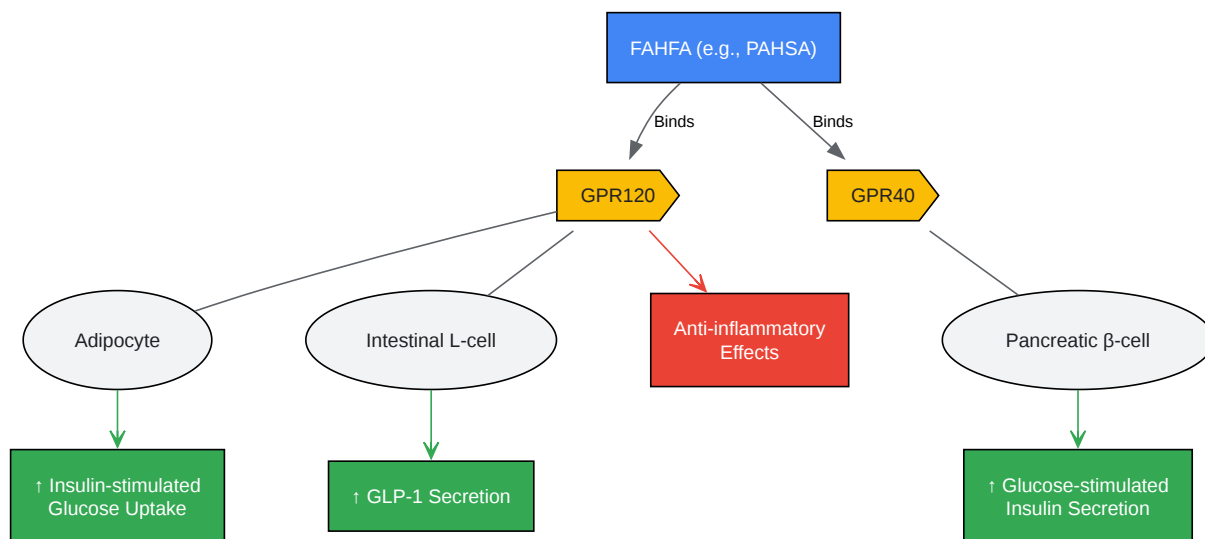 FAHFA (e.g., PAHSA)
Binds
Binds
GPR120
GPR40
Adipocyte
Intestinal L-cell
Anti-inflammatory
Effects
Pancreatic β-cell
↑ Insulin-stimulated
Glucose Uptake
↑ GLP-1 Secretion
↑ Glucose-stimulated
Insulin Secretion